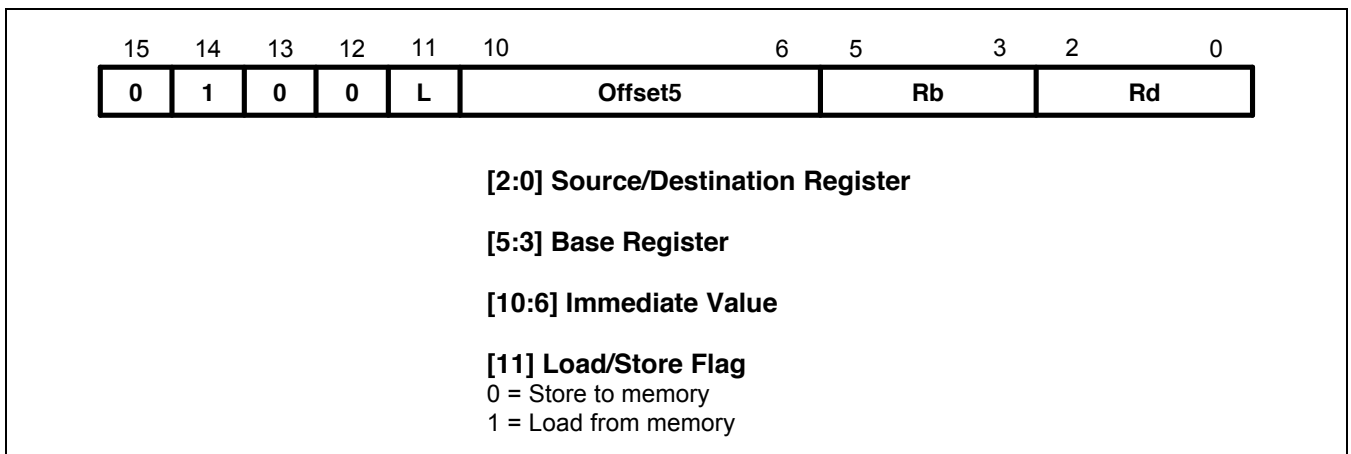 15 14 13 12 11 10 6 5 3 2 0
0 1 0 0 L Offset5 Rb Rd
[2:0] Source/Destination Register
[5:3] Base Register
[10:6] Immediate Value
[11] Load/Store Flag
0 = Store to memory
1 = Load from memory